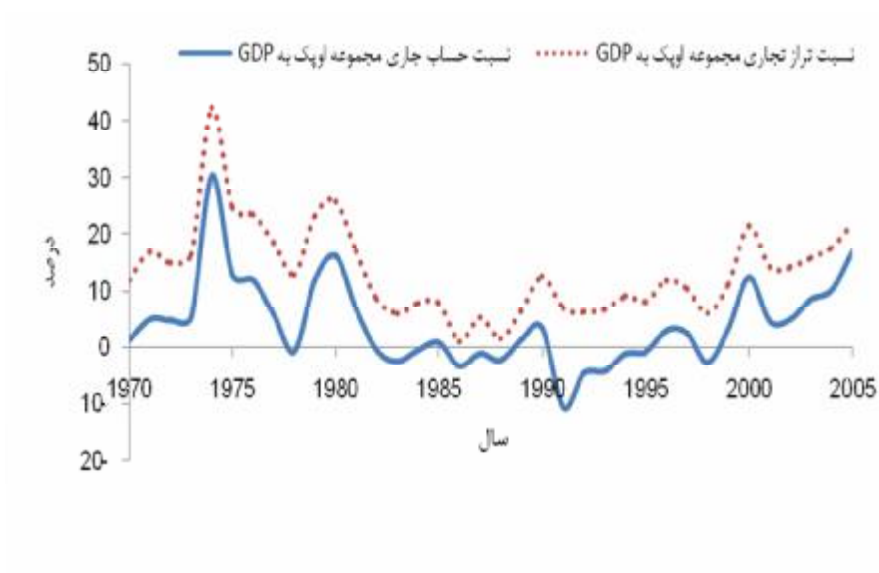 نسبت تراز تجاری مجموعه اوپک به GDP
نسبت حساب جاری مجموعه اوپک به GDP
50
40
30
20
10
0
10-
20-
درصد
1970 1975 1980 1985 1990 1995 2000 2005
سال